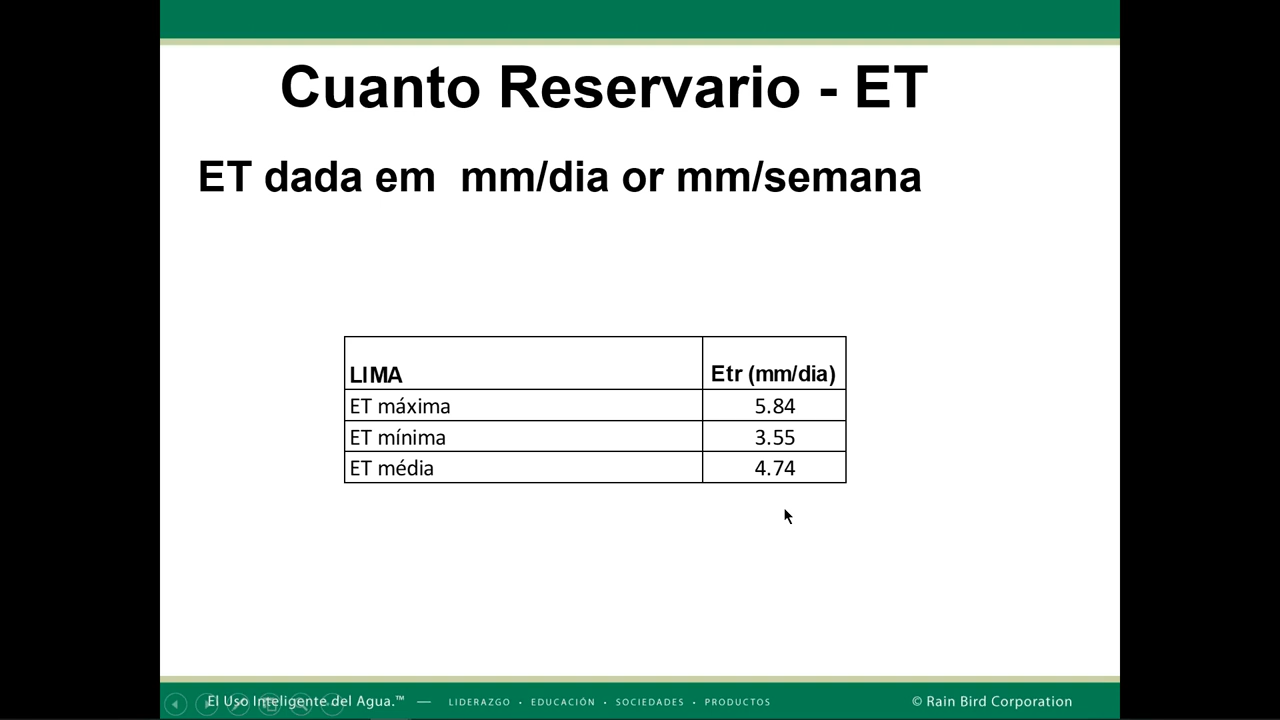 Cuanto Reservario - ET
ET dada em mm/dia or mm/semana
LIMA Etr (mm/dia)
ET máxima 5.84
ET mínima 3.55
ET média 4.74
El Uso Inteligente del Agua.™ — LIDERAZGO • EDUCACIÓN • SOCIEDADES • PRODUCTOS © Rain Bird Corporation